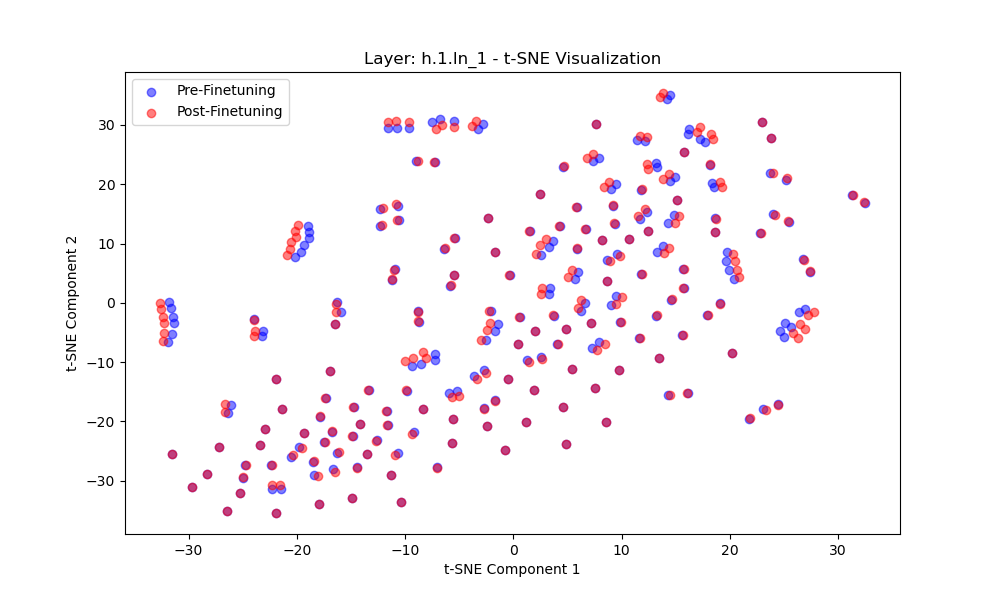 Layer: h.1.ln_1 - t-SNE Visualization
Pre-Finetuning
Post-Finetuning
30
20
10
0
−10
−20
−30
t-SNE Component 2
−30
−20
−10
0
10
20
30
t-SNE Component 1